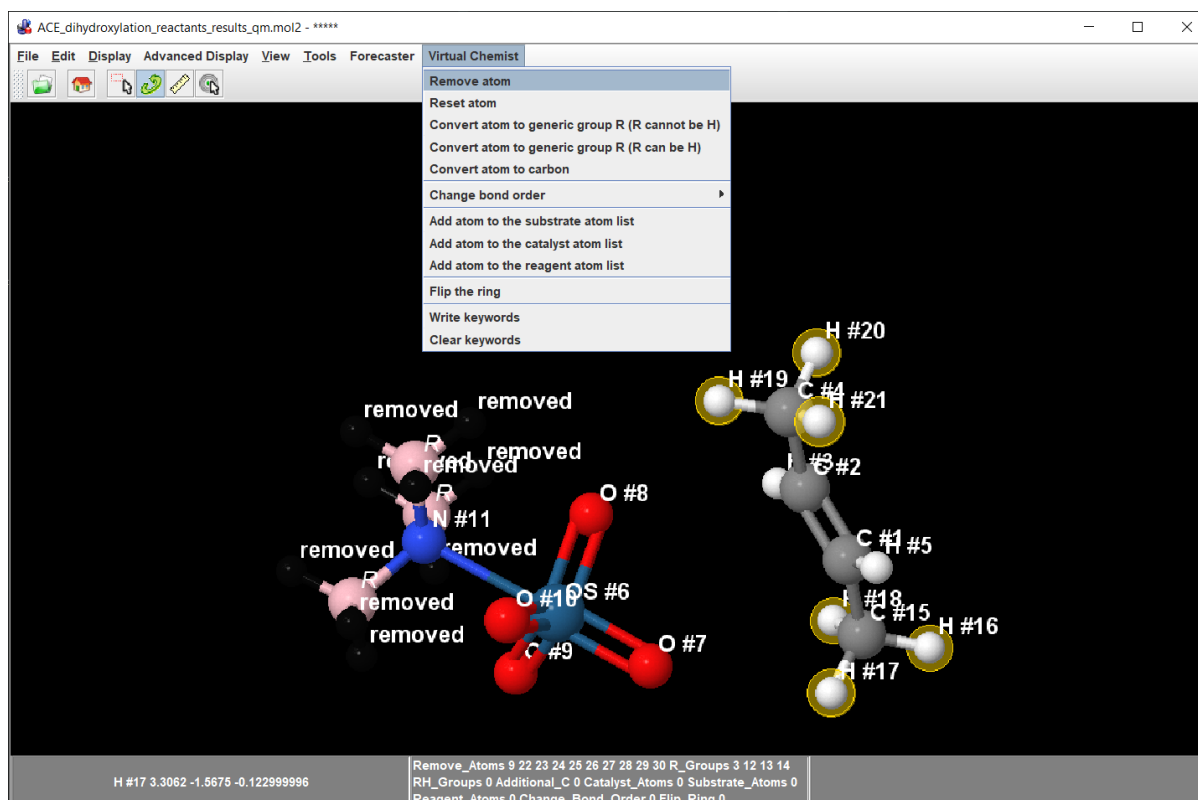 ACE_dihydroxylation_reactants_results_qm.mol2 - *****
File Edit Display Advanced Display View Tools Forecaster Virtual Chemist
Remove atom
Reset atom
Convert atom to generic group R (R cannot be H)
Convert atom to generic group R (R can be H)
Convert atom to carbon
Change bond order
Add atom to the substrate atom list
Add atom to the catalyst atom list
Add atom to the reagent atom list
Flip the ring
Write keywords
Clear keywords
H #20
H #19
C #4
H #21
removed
removed
R
removed
removed
C #2
R
O #8
N #11
C #1
H #5
removed
removed
R
OS #6
O #10
H #18
C #15
removed
H #16
removed
O #7
#9
H #17
H #17 3.3062 -1.5675 -0.122999996
Remove_Atoms 9 22 23 24 25 26 27 28 29 30 R_Groups 3 12 13 14
RH_Groups 0 Additional_C 0 Catalyst_Atoms 0 Substrate_Atoms 0
Reagent_Atoms 0 Change_Bond_Order 0 Flip_Ring 0